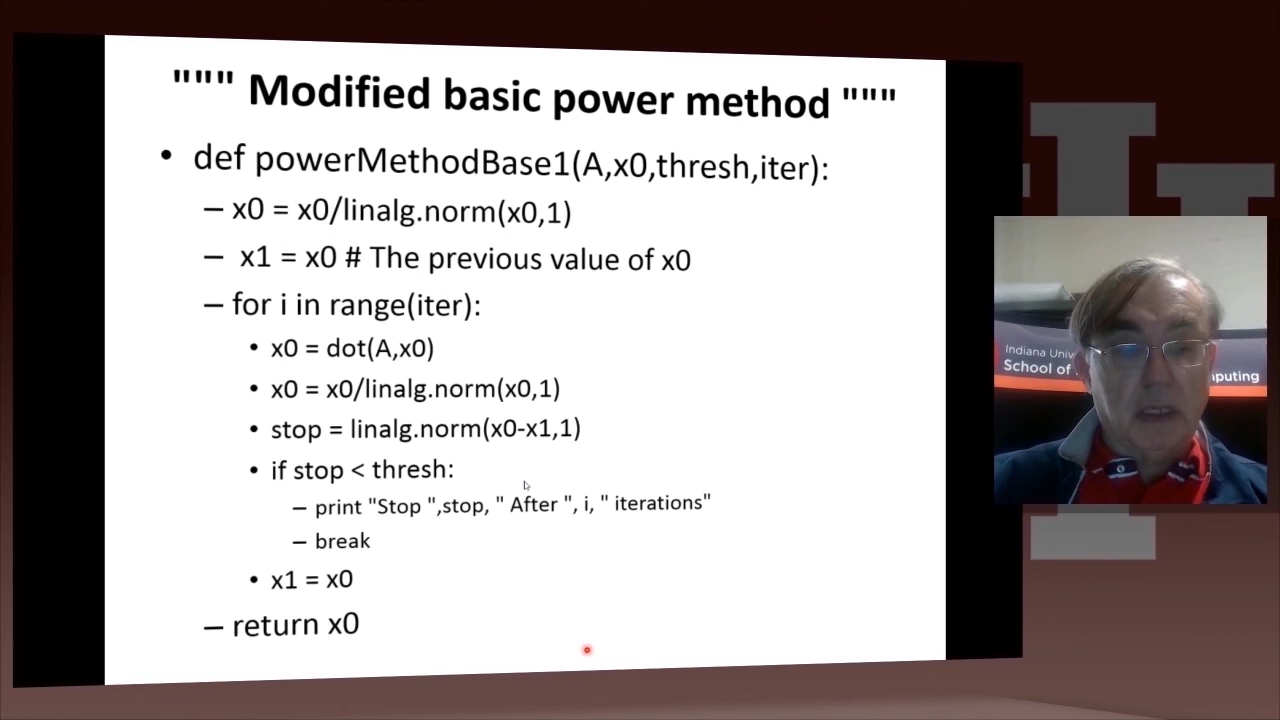 """ Modified basic power method """
• def powerMethodBase1(A,x0,thresh,iter):
– x0 = x0/linalg.norm(x0,1)
– x1 = x0 # The previous value of x0
– for i in range(iter):
• x0 = dot(A,x0)
• x0 = x0/linalg.norm(x0,1)
• stop = linalg.norm(x0-x1,1)
• if stop < thresh:
– print "Stop ",stop, " After ", i, " iterations"
– break
• x1 = x0
– return x0
Indiana Univ
School of
puting